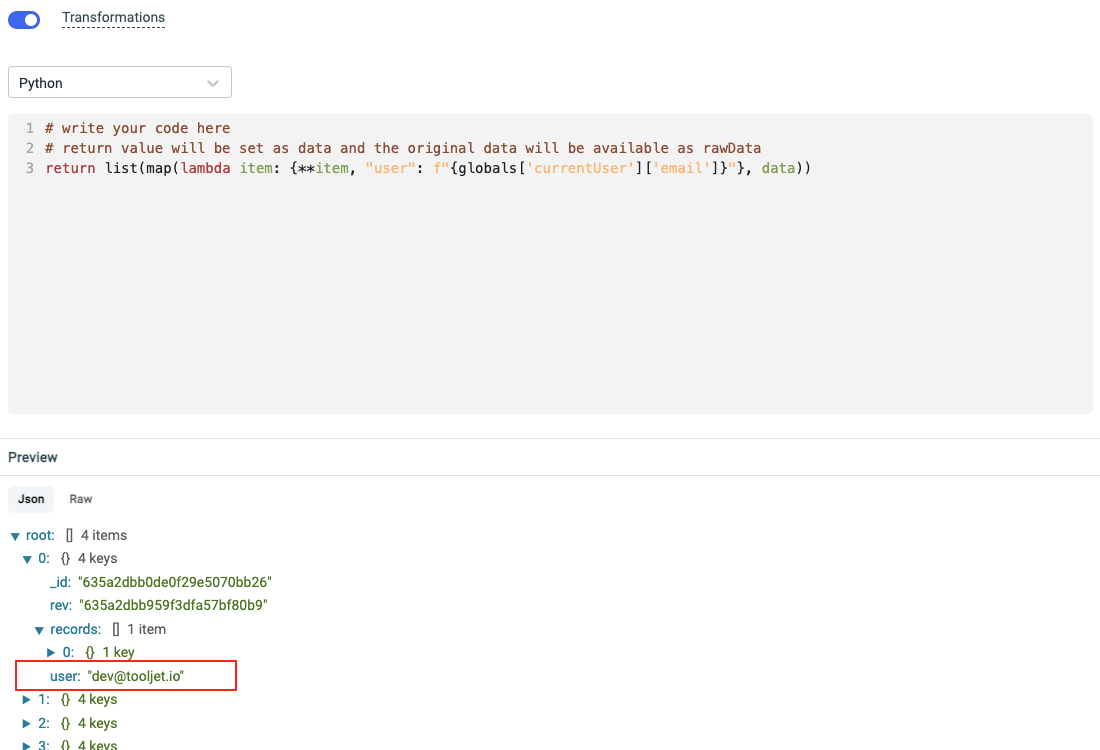 Transformations
Python
1 # write your code here
2 # return value will be set as data and the original data will be available as rawData
3 return list(map(lambda item: {**item, "user": f"{globals['currentUser']['email']}"}, data))
Preview
Json Raw
root: [] 4 items
0: {} 4 keys
_id: "635a2dbb0de0f29e5070bb26"
rev: "635a2dbb959f3dfa57bf80b9"
records: [] 1 item
0: {} 1 key
user: "dev@tooljet.io"
1: {} 4 keys
2: {} 4 keys
3: {} 4 keys